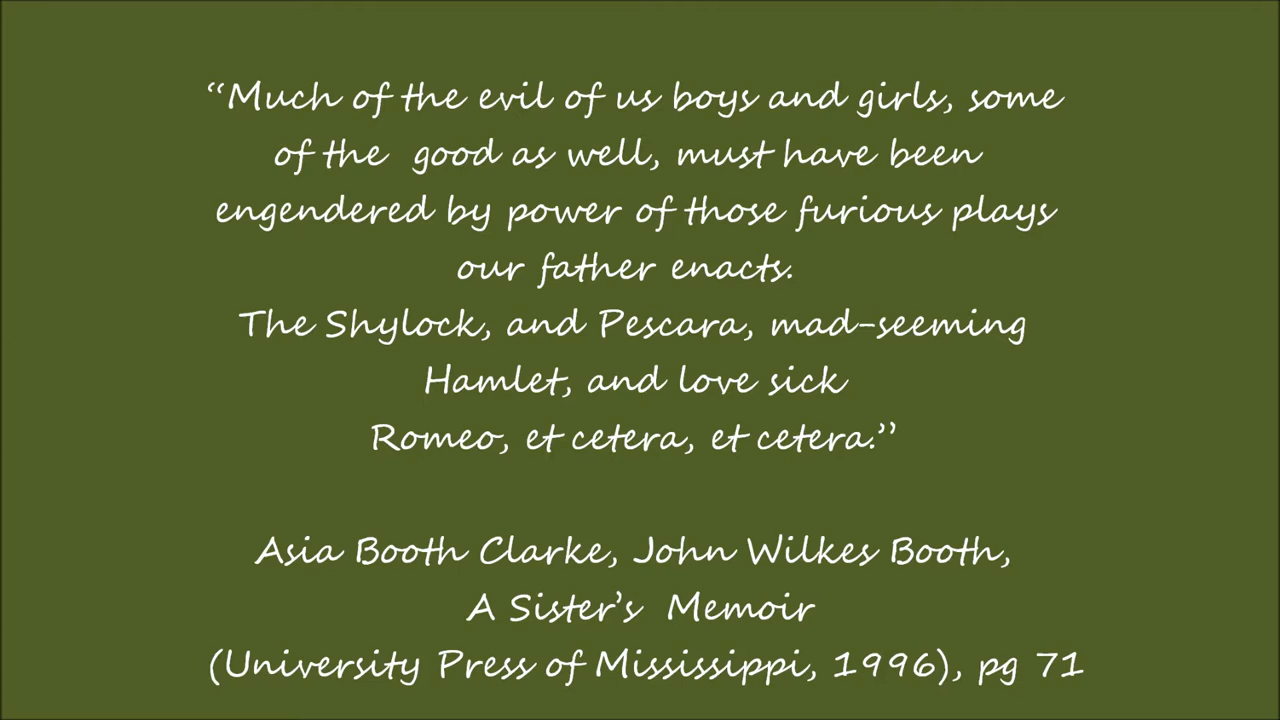 “Much of the evil of us boys and girls, some
of the  good as well, must have been
engendered by power of those furious plays
our father enacts.
The Shylock, and Pescara, mad-seeming
Hamlet, and love sick
Romeo, et cetera, et cetera.”
Asia Booth Clarke, John Wilkes Booth,
A Sister’s  Memoir
(University Press of Mississippi, 1996), pg 71